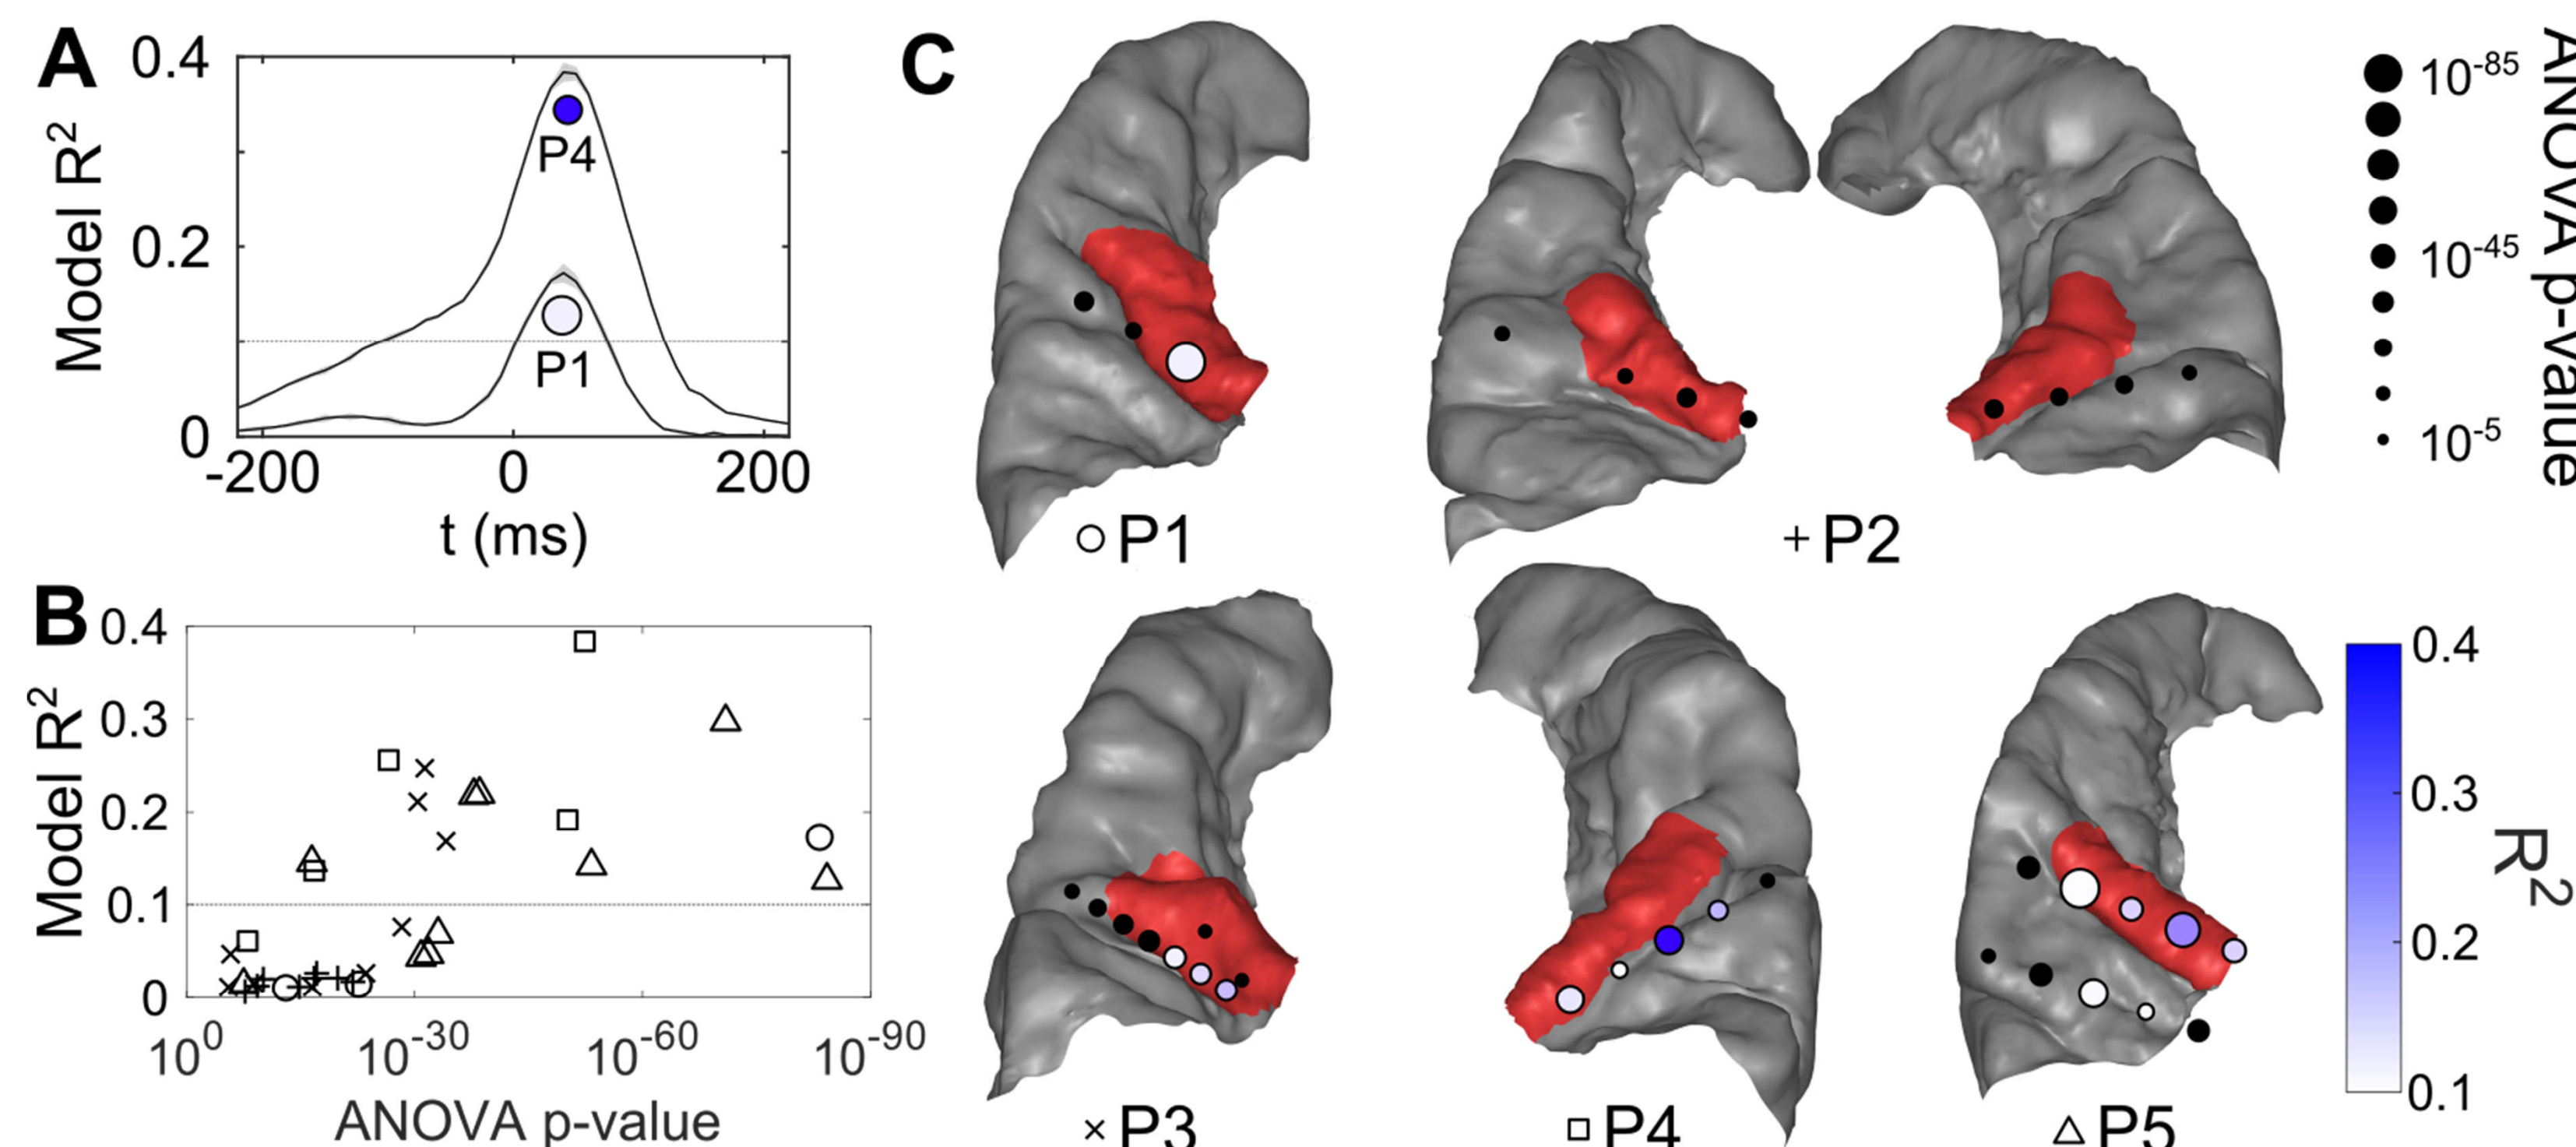 A
Model R²
0.4
0.2
0
P4
P1
-200
0
200
t (ms)
B
Model R²
0.4
0.3
0.2
0.1
0
10⁰
10⁻³⁰
10⁻⁶⁰
10⁻⁹⁰
ANOVA p-value
C
○ P1
+ P2
× P3
□ P4
△ P5
10⁻⁸⁵
10⁻⁴⁵
10⁻⁵
ANOVA p-value
0.4
0.3
0.2
0.1
R²